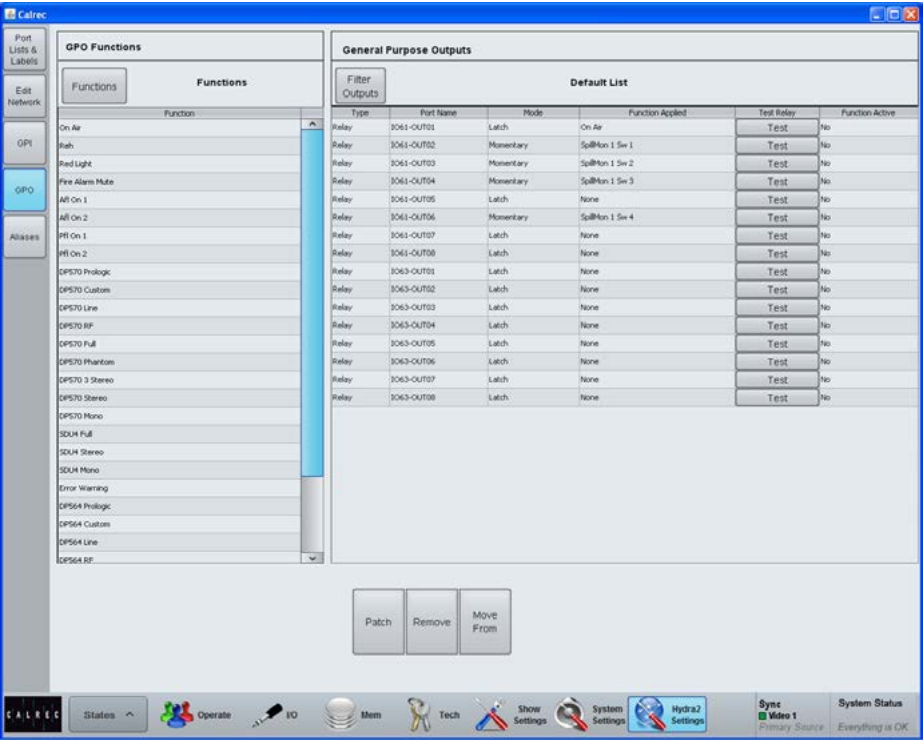 Calrec
Port
Lists &
Labels
Edit
Network
GPI
GPO
Aliases
GPO Functions
Functions
Functions
Function
On Air
Reh
Red Light
Fire Alarm Mute
Afl On 1
Afl On 2
Pfl On 1
Pfl On 2
DP570 Prologic
DP570 Custom
DP570 Line
DP570 RF
DP570 Full
DP570 Phantom
DP570 3 Stereo
DP570 Stereo
DP570 Mono
SDU4 Full
SDU4 Stereo
SDU4 Mono
Error Warning
DP564 Prologic
DP564 Custom
DP564 Line
DP564 RF
General Purpose Outputs
Filter
Outputs
Default List
Type Port Name Mode Function Applied Test Relay Function Active
Relay IO61-OUT01 Latch On Air Test No
Relay IO61-OUT02 Momentary SpillMon 1 Sw 1 Test No
Relay IO61-OUT03 Momentary SpillMon 1 Sw 2 Test No
Relay IO61-OUT04 Momentary SpillMon 1 Sw 3 Test No
Relay IO61-OUT05 Latch None Test No
Relay IO61-OUT06 Momentary SpillMon 1 Sw 4 Test No
Relay IO61-OUT07 Latch None Test No
Relay IO61-OUT08 Latch None Test No
Relay IO63-OUT01 Latch None Test No
Relay IO63-OUT02 Latch None Test No
Relay IO63-OUT03 Latch None Test No
Relay IO63-OUT04 Latch None Test No
Relay IO63-OUT05 Latch None Test No
Relay IO63-OUT06 Latch None Test No
Relay IO63-OUT07 Latch None Test No
Relay IO63-OUT08 Latch None Test No
Patch
Remove
Move
From
CALREC
States
Operate
I/O
Mem
Tech
Show
Settings
System
Settings
Hydra2
Settings
Sync
Video 1
Primary Source
System Status
Everything is OK